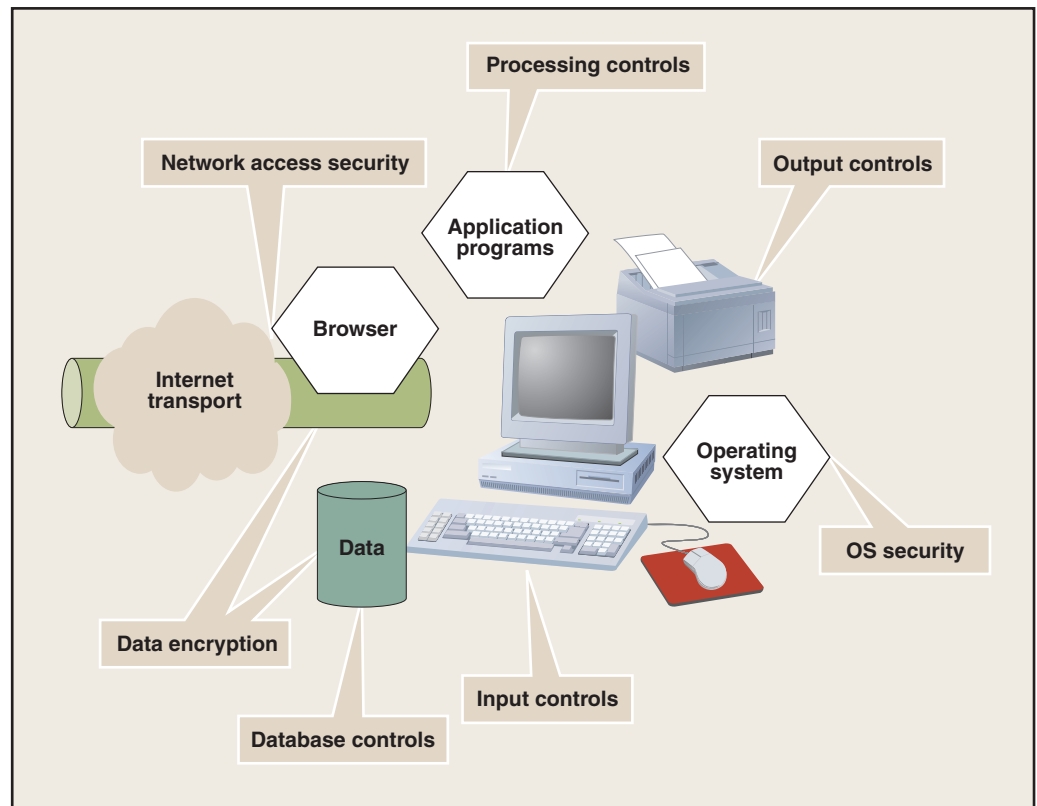 Processing controls
Network access security
Output controls
Application
programs
Browser
Internet
transport
Operating
system
Data
OS security
Data encryption
Input controls
Database controls